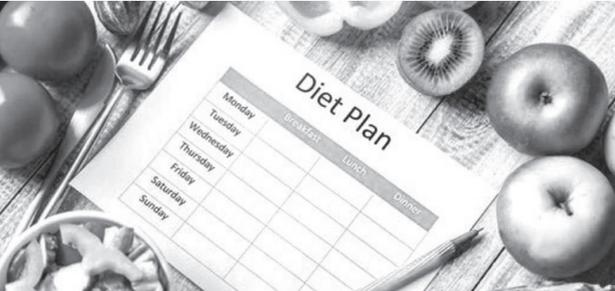 Diet Plan
Breakfast Lunch Dinner
Monday
Tuesday
Wednesday
Thursday
Friday
Saturday
Sunday